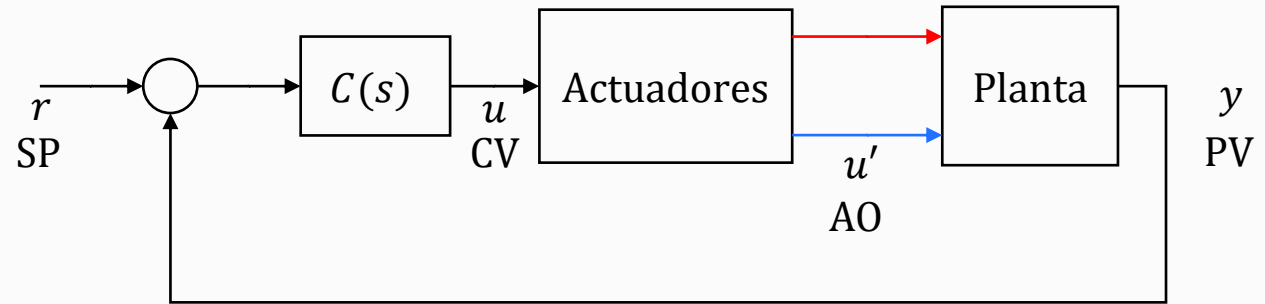 r
SP
C(s)
u
CV
Actuadores
u′
AO
Planta
y
PV